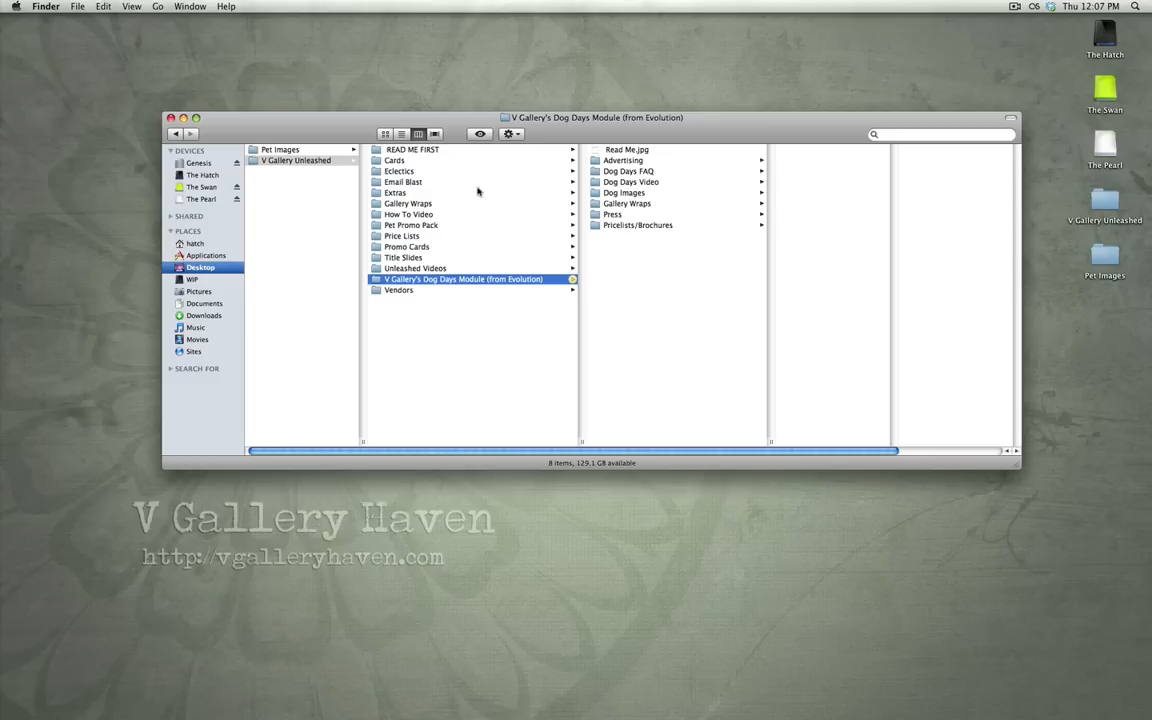 Finder File Edit View Go Window Help
Thu 12:07 PM
The Hatch
The Swan
The Pearl
V Gallery Unleashed
Pet Images
V Gallery's Dog Days Module (from Evolution)
DEVICES
Genesis
The Hatch
The Swan
The Pearl
SHARED
PLACES
hatch
Applications
Desktop
WIP
Pictures
Documents
Downloads
Music
Movies
Sites
SEARCH FOR
Pet Images
V Gallery Unleashed
READ ME FIRST
Cards
Eclectics
Email Blast
Extras
Gallery Wraps
How To Video
Pet Promo Pack
Price Lists
Promo Cards
Title Slides
Unleashed Videos
V Gallery's Dog Days Module (from Evolution)
Vendors
Read Me.jpg
Advertising
Dog Days FAQ
Dog Days Video
Dog Images
Gallery Wraps
Press
Pricelists/Brochures
8 items, 129.1 GB available
V Gallery Haven
http://vgalleryhaven.com